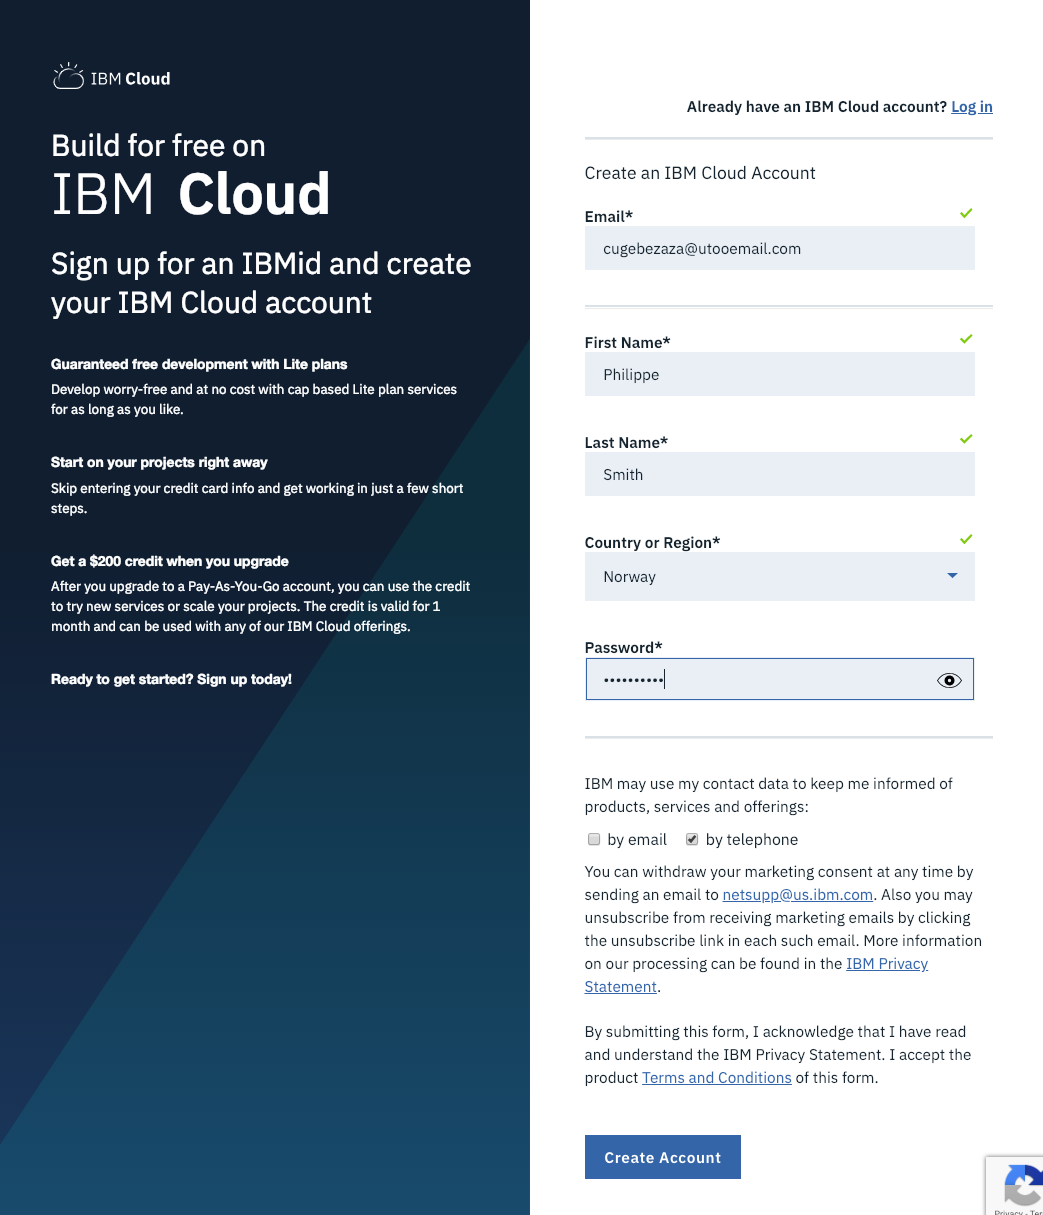 IBM Cloud
Build for free on
IBM Cloud
Sign up for an IBMid and create
your IBM Cloud account
Guaranteed free development with Lite plans
Develop worry-free and at no cost with cap based Lite plan services
for as long as you like.
Start on your projects right away
Skip entering your credit card info and get working in just a few short
steps.
Get a $200 credit when you upgrade
After you upgrade to a Pay-As-You-Go account, you can use the credit
to try new services or scale your projects. The credit is valid for 1
month and can be used with any of our IBM Cloud offerings.
Ready to get started? Sign up today!
Already have an IBM Cloud account? Log in
Create an IBM Cloud Account
Email*
cugebezaza@utooemail.com
First Name*
Philippe
Last Name*
Smith
Country or Region*
Norway
Password*
••••••••••
IBM may use my contact data to keep me informed of
products, services and offerings:
by email by telephone
You can withdraw your marketing consent at any time by
sending an email to netsupp@us.ibm.com. Also you may
unsubscribe from receiving marketing emails by clicking
the unsubscribe link in each such email. More information
on our processing can be found in the IBM Privacy
Statement.
By submitting this form, I acknowledge that I have read
and understand the IBM Privacy Statement. I accept the
product Terms and Conditions of this form.
Create Account
Privacy - Ter